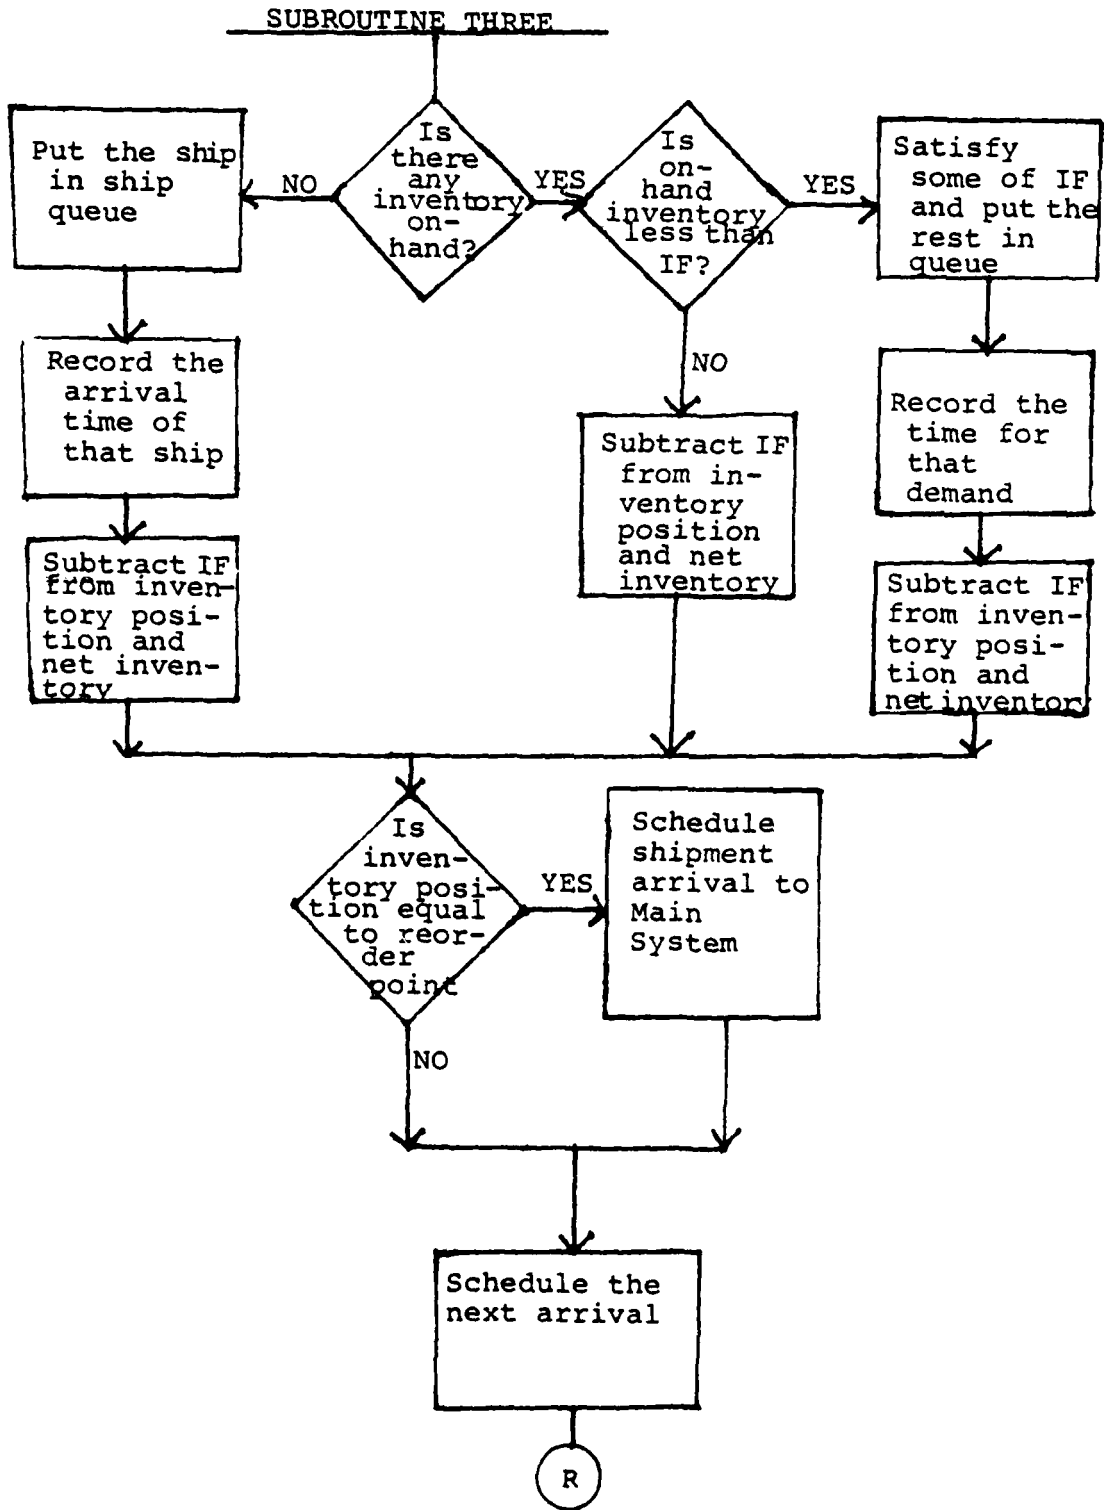 SUBROUTINE THREE
Put the ship
in ship
queue
NO
Is
there
any
inventory
on-
hand?
YES
Is
on-
hand
inventory
less than
IF?
YES
Satisfy
some of IF
and put the
rest in
queue
Record the
arrival
time of
that ship
NO
Subtract IF
from in-
ventory
position
and net
inventory
Record the
time for
that
demand
Subtract IF
from inven-
tory posi-
tion and
net inven-
tory
Subtract IF
from inven-
tory posi-
tion and
net inventory
Is
inven-
tory posi-
tion equal
to reor-
der
point
YES
Schedule
shipment
arrival to
Main
System
NO
Schedule the
next arrival
R